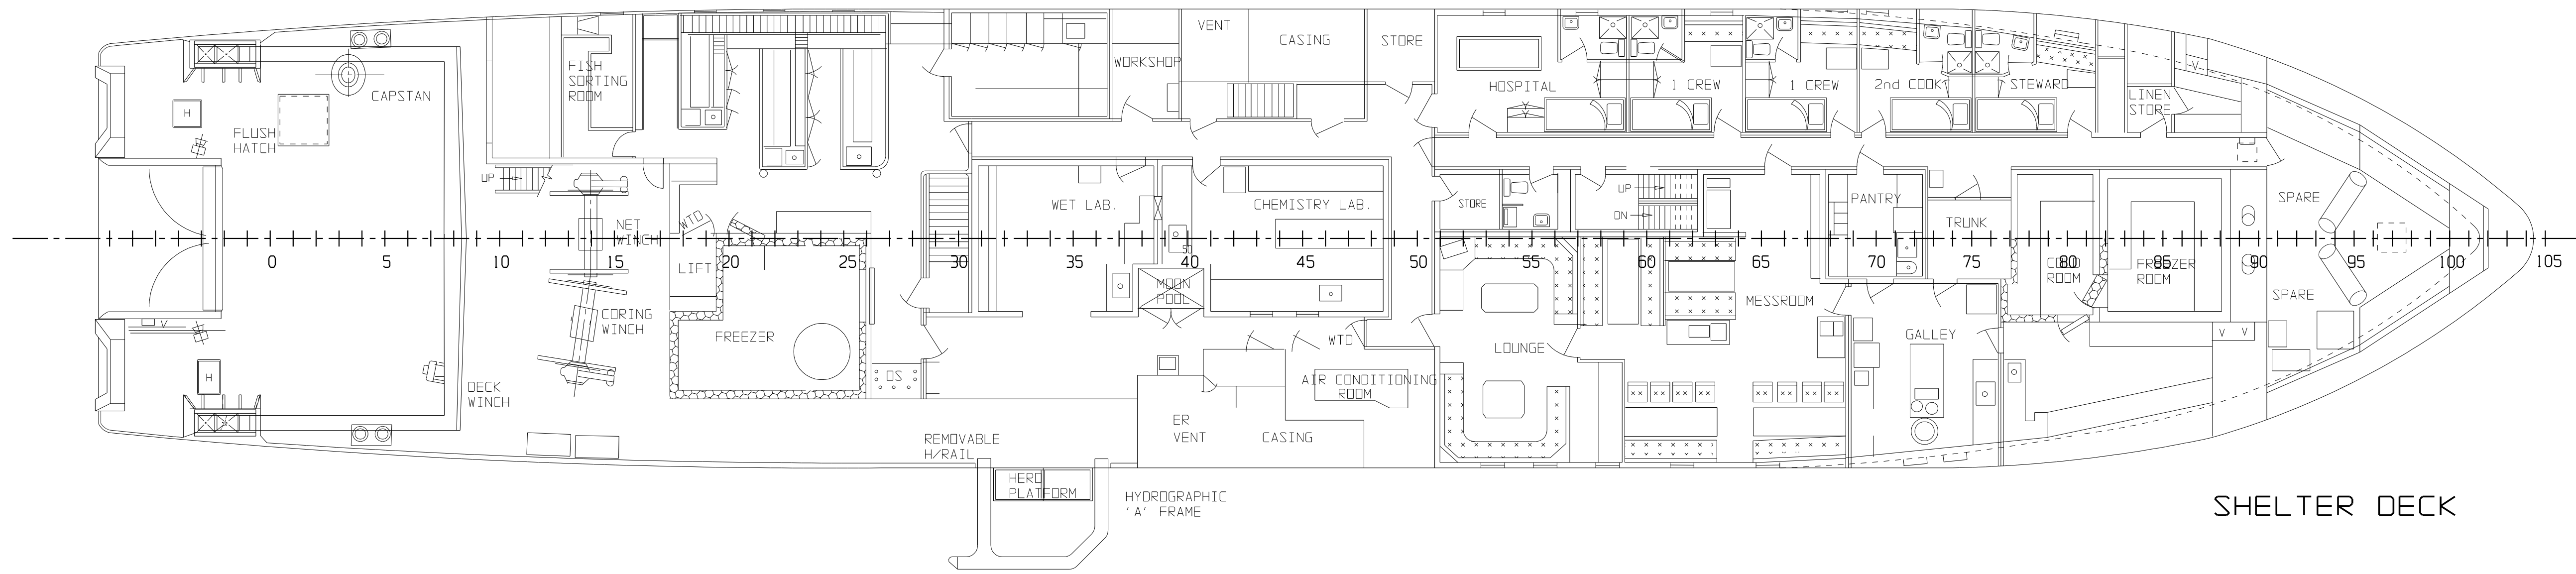 VENT
CASING
STORE
WORKSHOP
FISH
SORTING
ROOM
CAPSTAN
H
FLUSH
HATCH
HOSPITAL
1 CREW
1 CREW
2nd COOK
STEWARD
V
LINEN
STORE
UP
WTD
NET
WINCH
WET LAB.
CHEMISTRY LAB.
STORE
UP
DN
PANTRY
TRUNK
SPARE
0 5 10 15 20 25 30 35 40 45 50 55 60 65 70 75 80 85 90 95 100 105
50
LIFT
MOON
POOL
COLD
ROOM
FREEZER
ROOM
SPARE
MESSROOM
V
CORING
WINCH
FREEZER
WTD
LOUNGE
GALLEY
V V
H
DECK
WINCH
OS
AIR CONDITIONING
ROOM
ER
VENT
CASING
REMOVABLE
H/RAIL
HERO
PLATFORM
HYDROGRAPHIC
'A' FRAME
SHELTER DECK